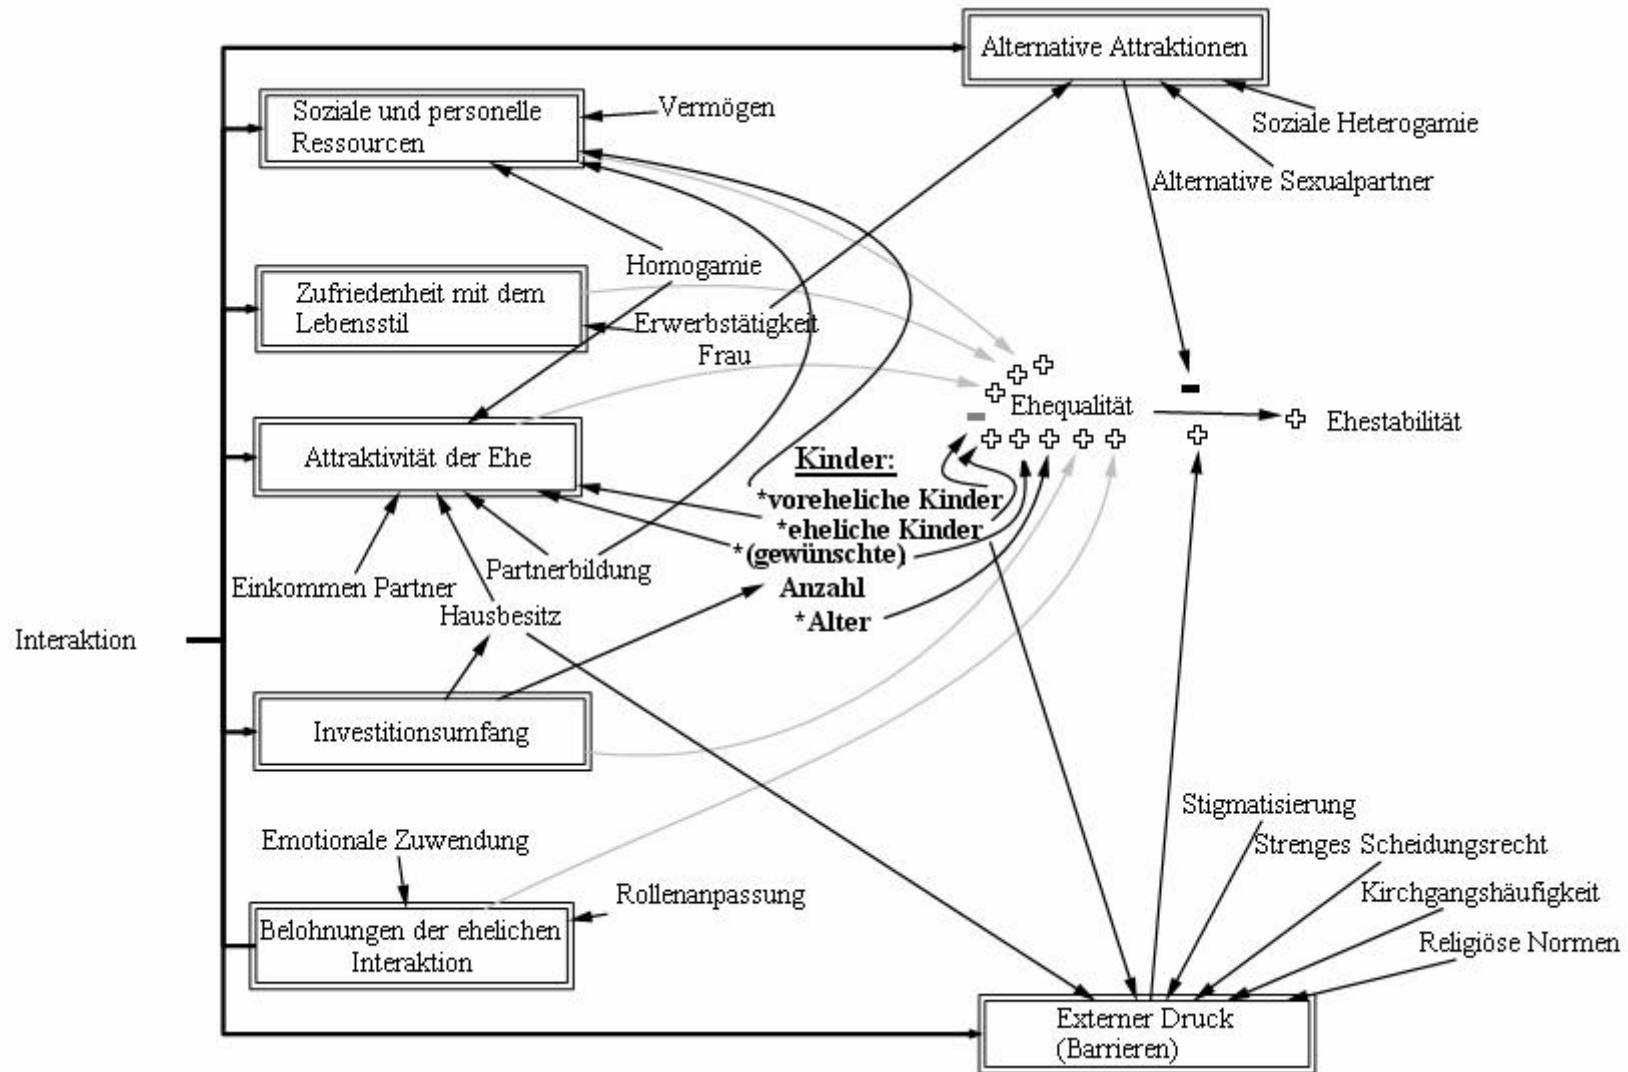 Alternative Attraktionen
Soziale und personelle
Ressourcen
Vermögen
Soziale Heterogamie
Alternative Sexualpartner
Homogamie
Zufriedenheit mit dem
Lebensstil
Erwerbstätigkeit
Frau
Ehequalität
Ehestabilität
Attraktivität der Ehe
Kinder:
*voreheliche Kinder
*eheliche Kinder
*(gewünschte)
Anzahl
*Alter
Partnerbildung
Einkommen Partner
Hausbesitz
Interaktion
Investitionsumfang
Emotionale Zuwendung
Rollenanpassung
Belohnungen der ehelichen
Interaktion
Stigmatisierung
Strenges Scheidungsrecht
Kirchgangshäufigkeit
Religiöse Normen
Externer Druck
(Barrieren)